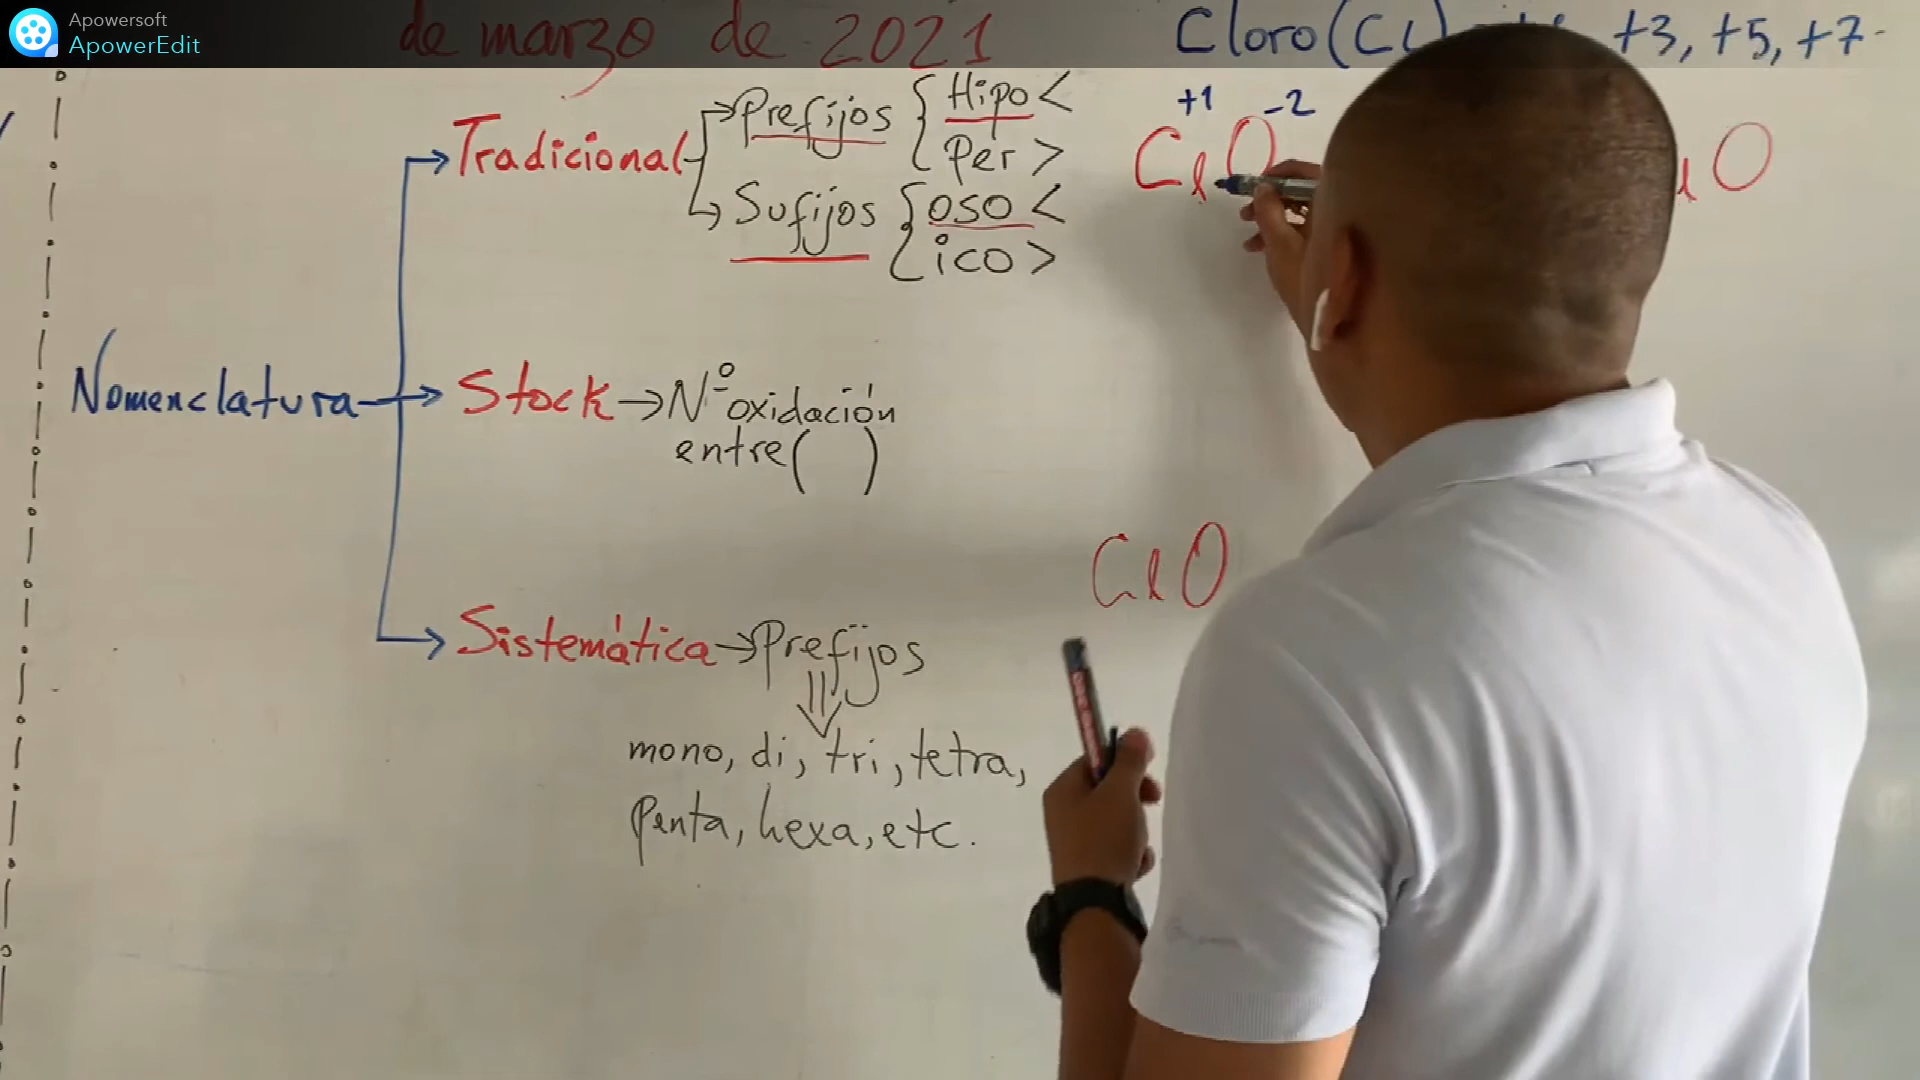 Apowersoft
ApowerEdit
de marzo de 2021
Cloro (Cl) +3, +5, +7
Nomenclatura
Tradicional
Prefijos
Hipo <
Per >
Sufijos
oso <
ico >
Stock → Nº oxidación
entre ( )
Sistemática → Prefijos
mono, di, tri, tetra,
Penta, hexa, etc.
+1 -2
Cl O
l O
Cl O